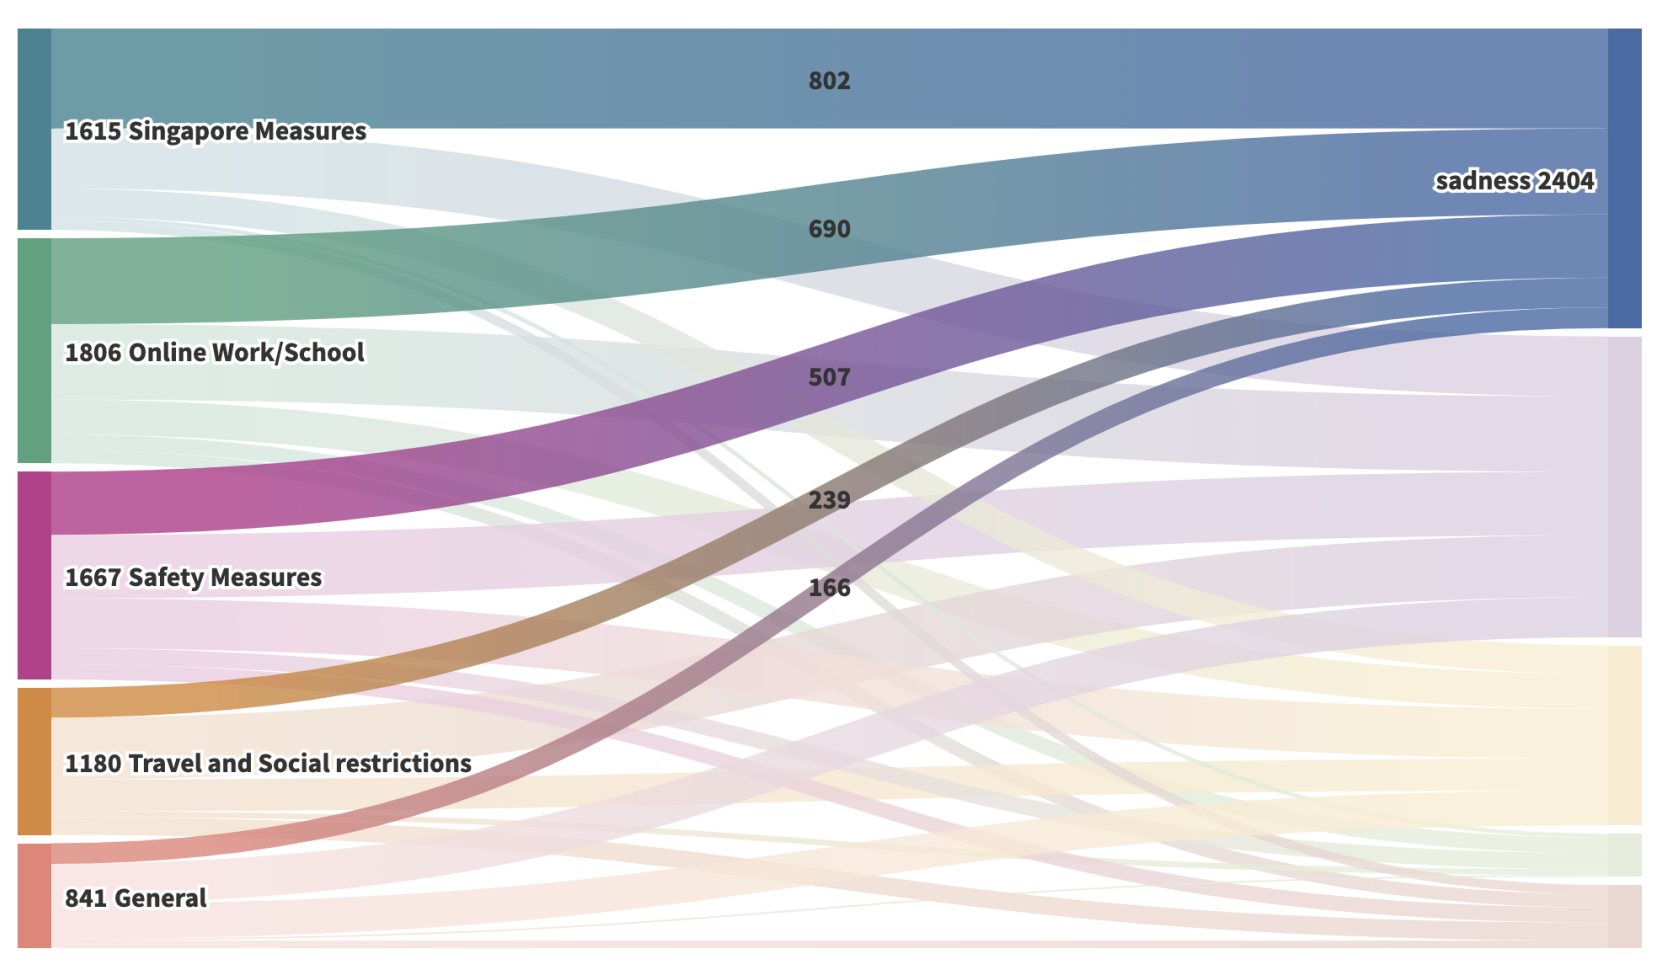 802
1615 Singapore Measures
sadness 2404
690
1806 Online Work/School
507
239
1667 Safety Measures
166
1180 Travel and Social restrictions
841 General